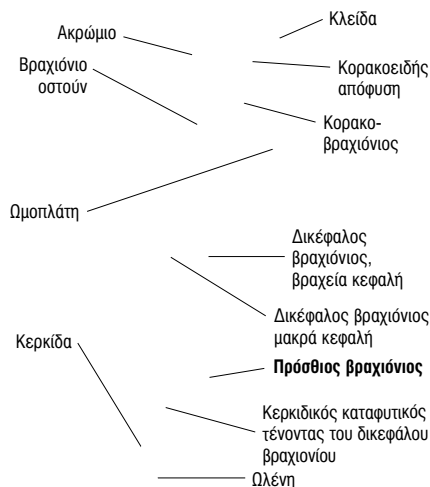 Κλείδα
Ακρώμιο
Βραχιόνιο
οστούν
Κορακοειδής
απόφυση
Κορακο-
βραχιόνιος
Ωμοπλάτη
Δικέφαλος
βραχιόνιος,
βραχεία κεφαλή
Δικέφαλος βραχιόνιος
μακρά κεφαλή
Κερκίδα
Πρόσθιος βραχιόνιος
Κερκιδικός καταφυτικός
τένοντας του δικεφάλου
βραχιονίου
Ωλένη